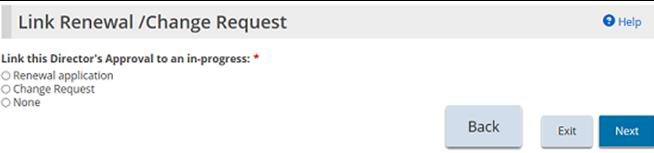 Link Renewal /Change Request
Help
Link this Director's Approval to an in-progress: *
Renewal application
Change Request
None
Back
Exit
Next